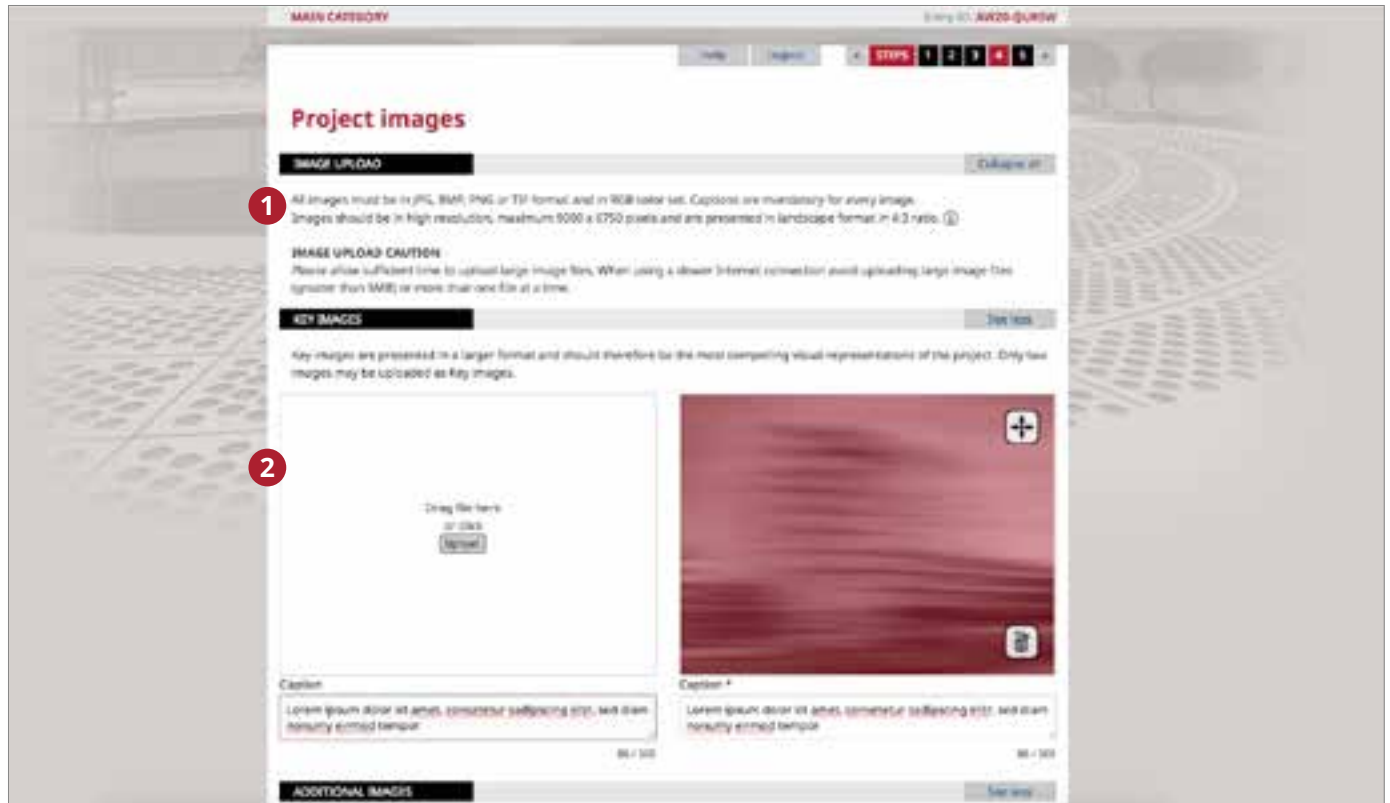 MAIN CATEGORY
Entry ID: AW20-
Help Logout < STEPS 1 2 3 4 5 >
Project images
IMAGE UPLOAD
Collapse all
1
All images must be in JPG, BMP, PNG or TIF format and in RGB color set. Captions are mandatory for every image.
Images should be in high resolution, maximum 9000 x 6750 pixels and are presented in landscape format in 4:3 ratio.
IMAGE UPLOAD CAUTION
Please allow sufficient time to upload large image files. When using a slower Internet connection avoid uploading large image files
(greater than 5MB) or more than one file at a time.
KEY IMAGES
See less
Key images are presented in a larger format and should therefore be the most compelling visual representations of the project. Only two
images may be uploaded as Key images.
2
Drag file here
or click
Upload
Caption
Lorem ipsum dolor sit amet, consetetur sadipscing elitr, sed diam
nonumy eirmod tempor
Caption *
Lorem ipsum dolor sit amet, consetetur sadipscing elitr, sed diam
nonumy eirmod tempor
ADDITIONAL IMAGES
See less